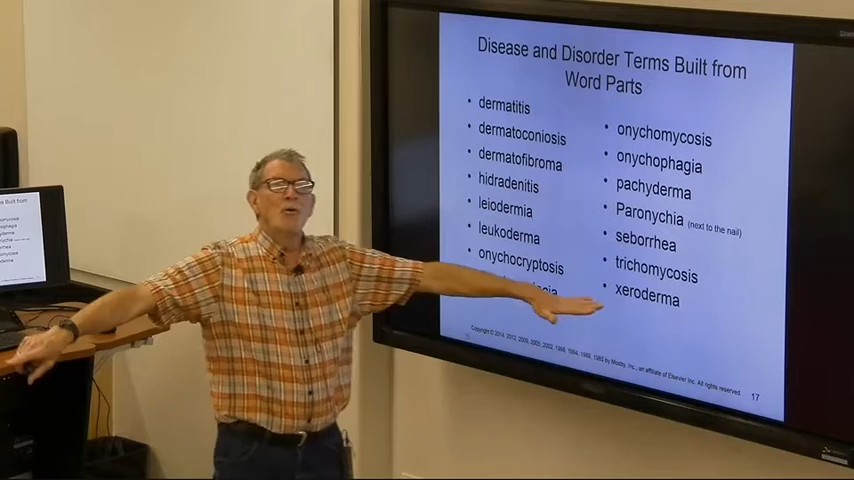 Disease and Disorder Terms Built from
Word Parts
• dermatitis
• dermatoconiosis
• dermatofibroma
• hidradenitis
• leiodermia
• leukoderma
• onychocryptosis
• onychomycosis
• onychophagia
• pachyderma
• paronychia (next to the nail)
• seborrhea
• trichomycosis
• xeroderma
17